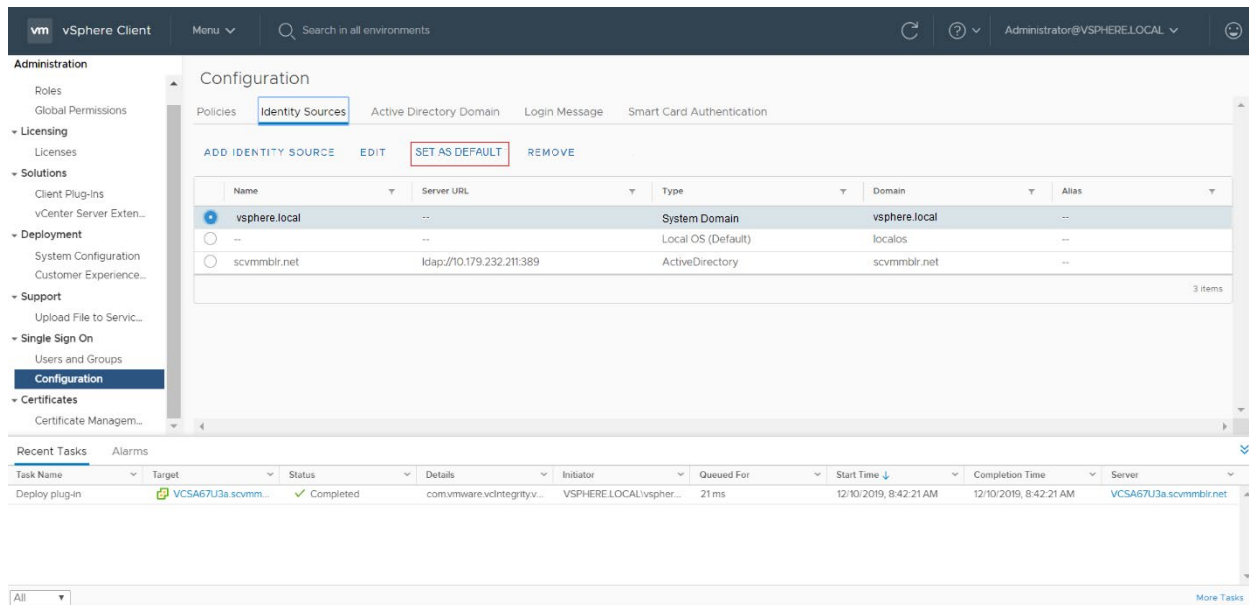 vm vSphere Client Menu Search in all environments Administrator@VSPHERE.LOCAL
Administration
Roles
Global Permissions
Licensing
Licenses
Solutions
Client Plug-Ins
vCenter Server Exten...
Deployment
System Configuration
Customer Experience...
Support
Upload File to Servic...
Single Sign On
Users and Groups
Configuration
Certificates
Certificate Managem...
Configuration
Policies Identity Sources Active Directory Domain Login Message Smart Card Authentication
ADD IDENTITY SOURCE EDIT SET AS DEFAULT REMOVE
Name Server URL Type Domain Alias
vsphere.local -- System Domain vsphere.local --
-- -- Local OS (Default) localos --
scvmmblr.net ldap://10.179.232.211:389 ActiveDirectory scvmmblr.net --
3 items
Recent Tasks Alarms
Task Name Target Status Details Initiator Queued For Start Time Completion Time Server
Deploy plug-in VCSA67U3a.scvmm... Completed com.vmware.vcIntegrity.v... VSPHERE.LOCAL\vspher... 21 ms 12/10/2019, 8:42:21 AM 12/10/2019, 8:42:21 AM VCSA67U3a.scvmmblr.net
All More Tasks